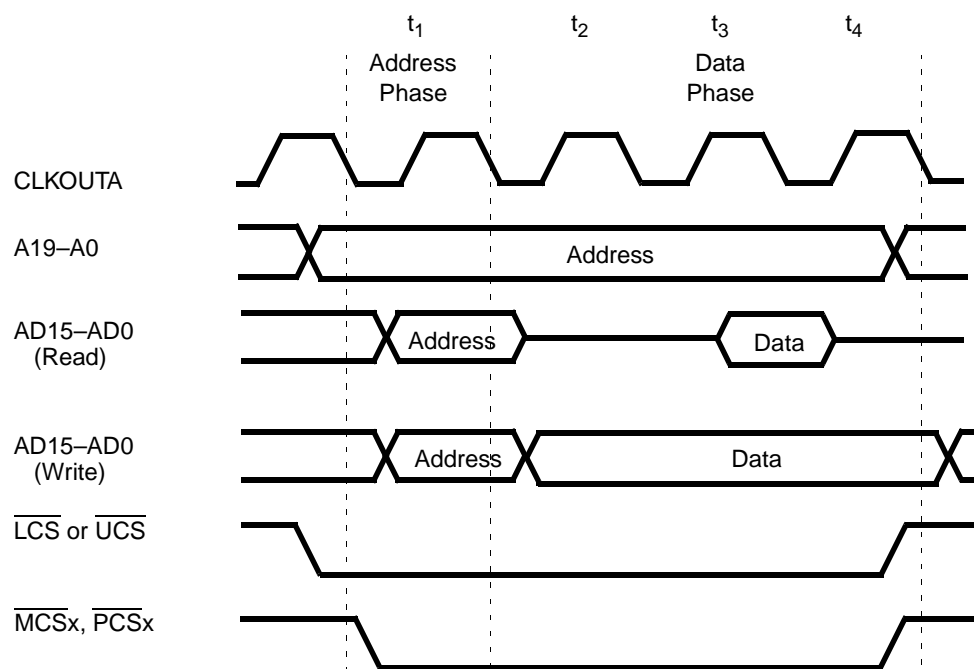 t1 t2 t3 t4
Address
Phase
Data
Phase
CLKOUTA
A19–A0
Address
AD15–AD0
(Read)
Address
Data
AD15–AD0
(Write)
Address
Data
LCS or UCS
MCSx, PCSx